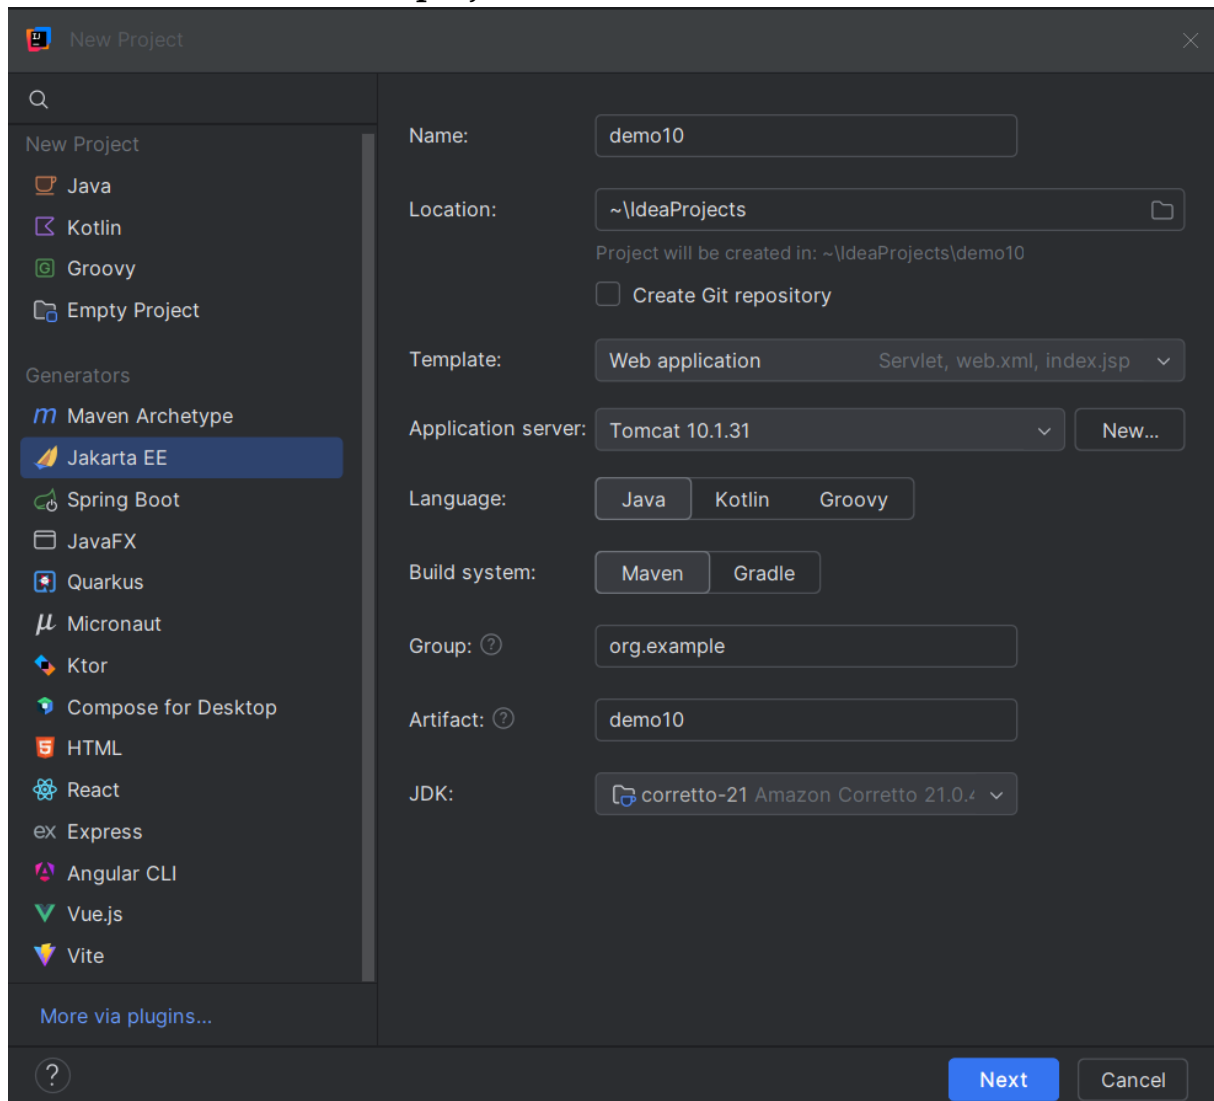 New Project
New Project
Java
Kotlin
Groovy
Empty Project
Generators
Maven Archetype
Jakarta EE
Spring Boot
JavaFX
Quarkus
Micronaut
Ktor
Compose for Desktop
HTML
React
ex Express
Angular CLI
Vue.js
Vite
More via plugins...
?
Name: demo10
Location: ~\IdeaProjects
Project will be created in: ~\IdeaProjects\demo10
Create Git repository
Template: Web application Servlet, web.xml, index.jsp
Application server: Tomcat 10.1.31 New...
Language: Java Kotlin Groovy
Build system: Maven Gradle
Group: ? org.example
Artifact: ? demo10
JDK: corretto-21 Amazon Corretto 21.0.
Next Cancel